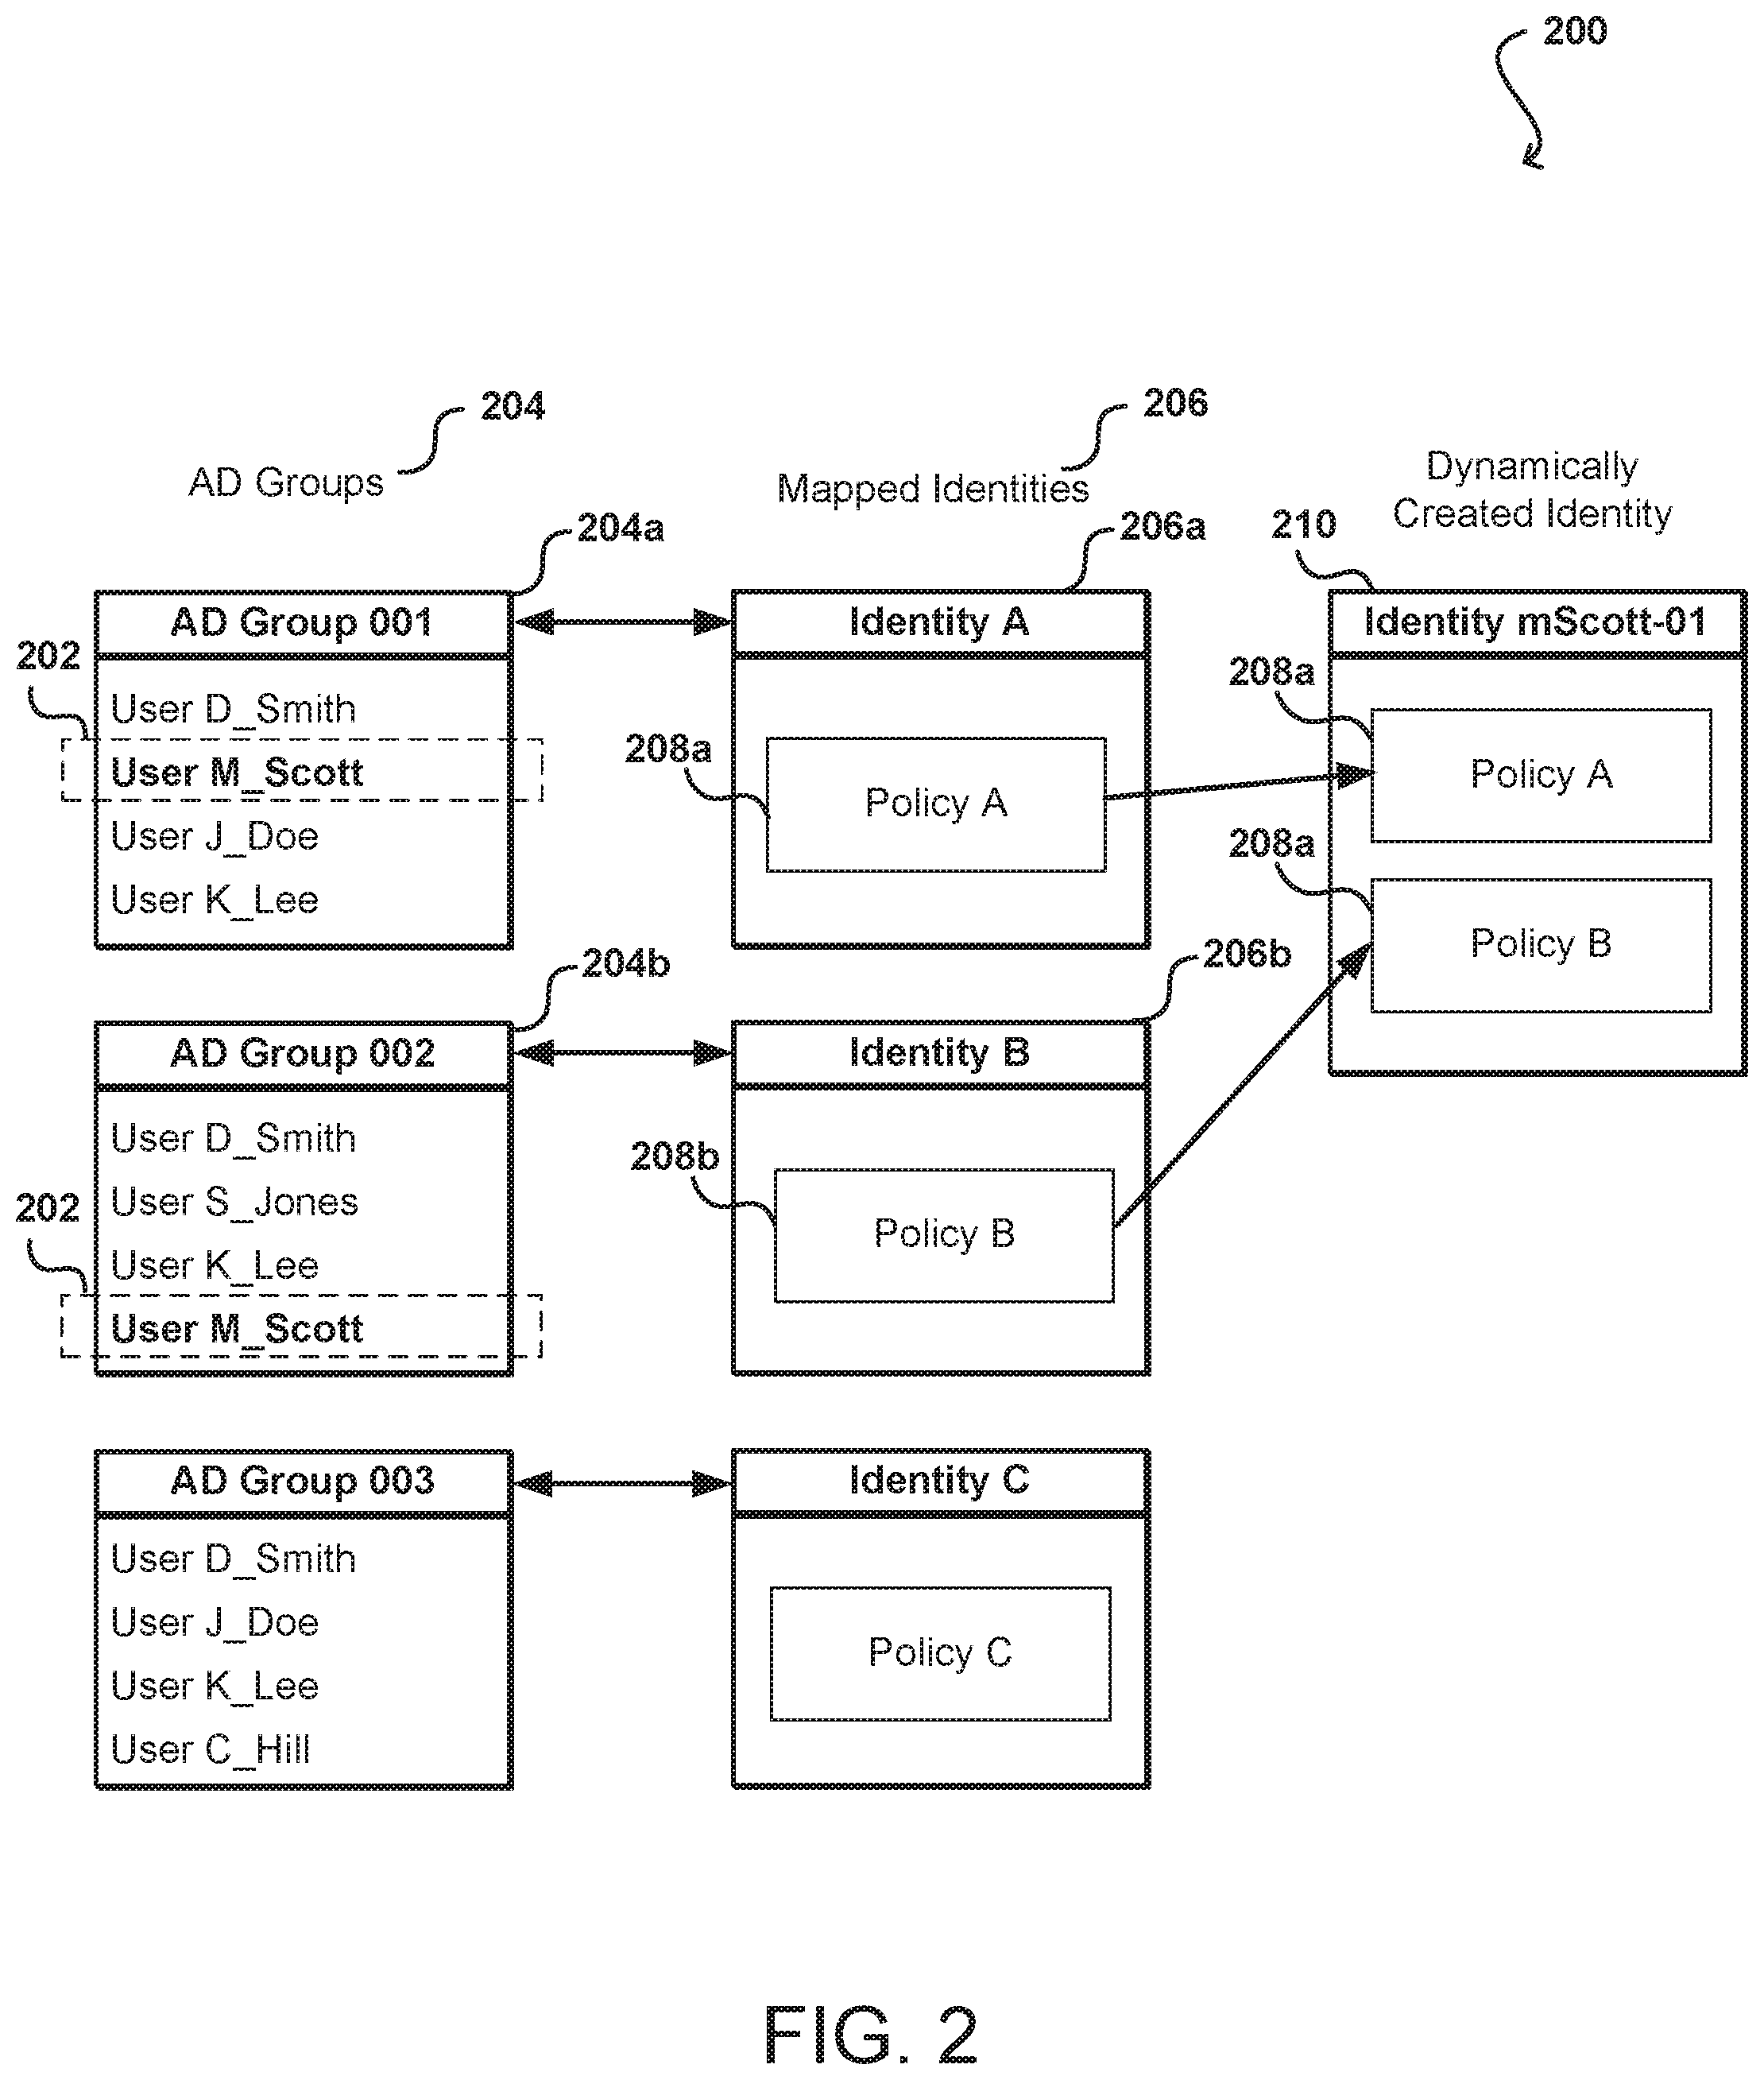 200
204
AD Groups
206
Mapped Identities
Dynamically
Created Identity
204a
206a
210
AD Group 001
Identity A
Identity mScott-01
202
User D_Smith
User M_Scott
User J_Doe
User K_Lee
208a
Policy A
208a
Policy A
208a
Policy B
204b
206b
AD Group 002
Identity B
User D_Smith
User S_Jones
202
User K_Lee
User M_Scott
208b
Policy B
AD Group 003
Identity C
User D_Smith
User J_Doe
User K_Lee
User C_Hill
Policy C
FIG. 2